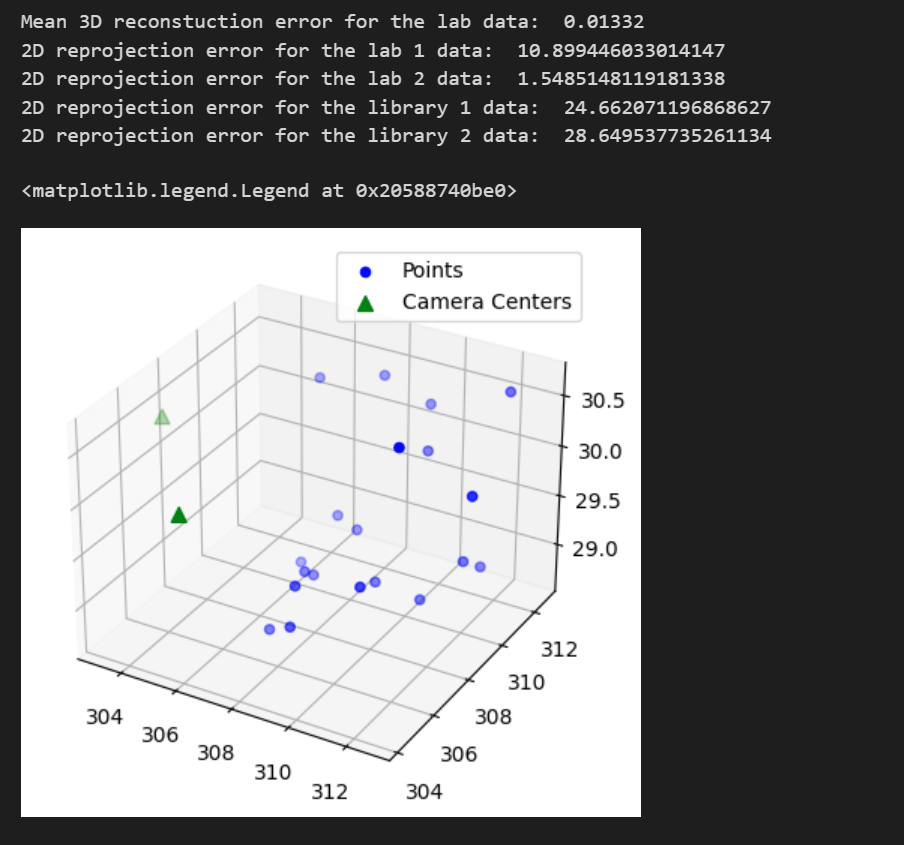 Mean 3D reconstuction error for the lab data:  0.01332
2D reprojection error for the lab 1 data:  10.899446033014147
2D reprojection error for the lab 2 data:  1.5485148119181338
2D reprojection error for the library 1 data:  24.662071196868627
2D reprojection error for the library 2 data:  28.649537735261134
<matplotlib.legend.Legend at 0x20588740be0>
Points
Camera Centers
30.5
30.0
29.5
29.0
312
310
308
306
304
304
306
308
310
312